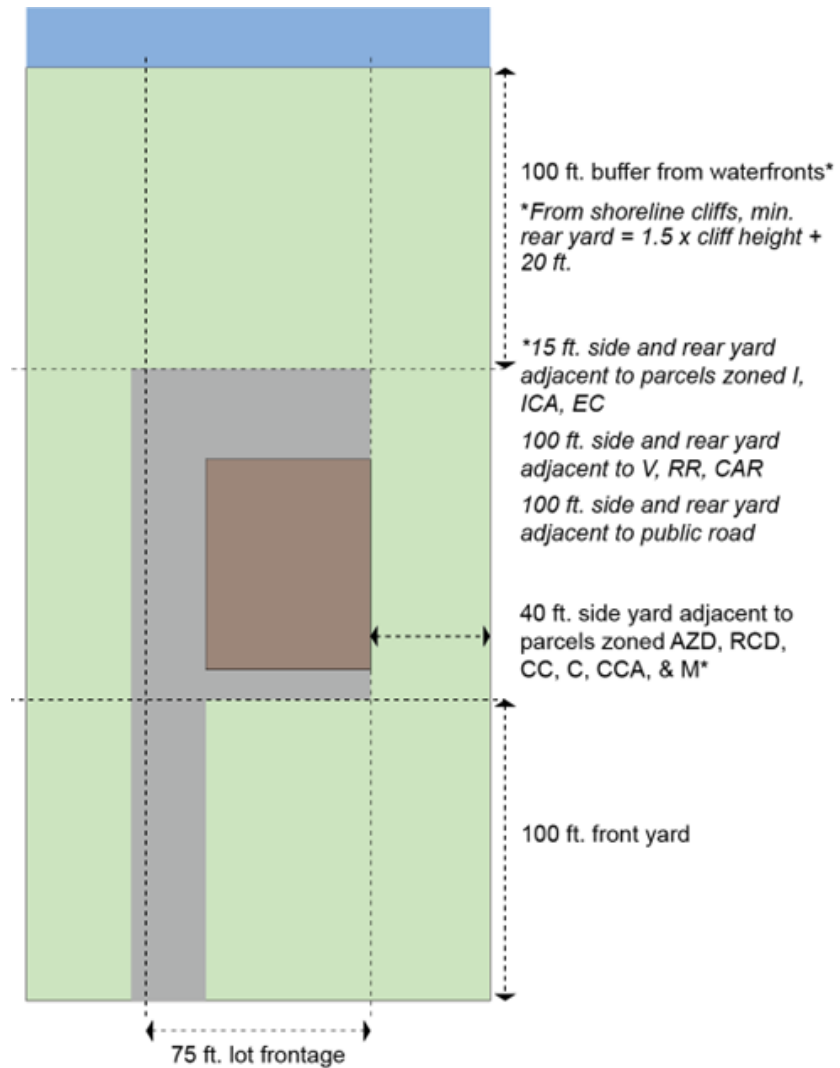 100 ft. buffer from waterfronts*
*From shoreline cliffs, min.
rear yard = 1.5 x cliff height +
20 ft.
*15 ft. side and rear yard
adjacent to parcels zoned I,
ICA, EC
100 ft. side and rear yard
adjacent to V, RR, CAR
100 ft. side and rear yard
adjacent to public road
40 ft. side yard adjacent to
parcels zoned AZD, RCD,
CC, C, CCA, & M*
100 ft. front yard
75 ft. lot frontage